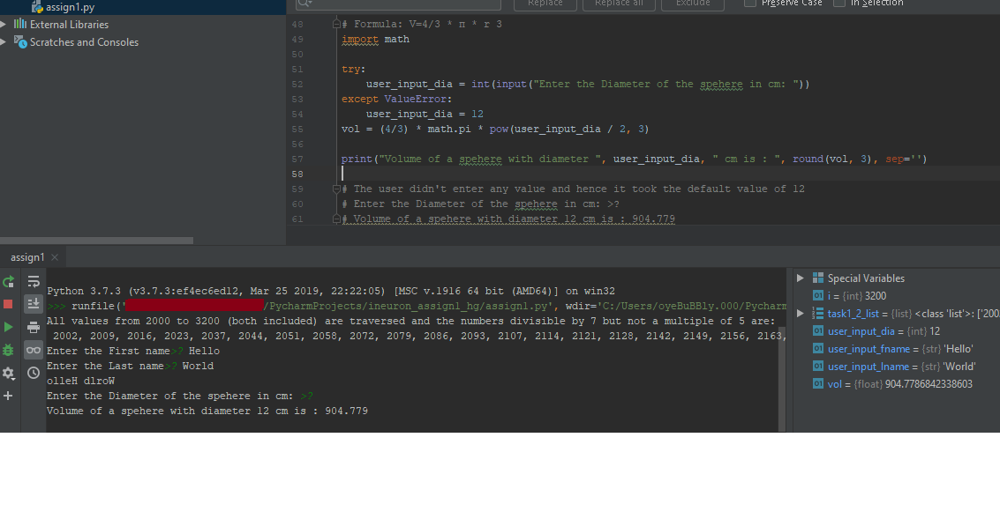 assign1.py
External Libraries
Scratches and Consoles
Replace Replace all Exclude Preserve Case In Selection
48 # Formula: V=4/3 * π * r 3
49 import math
50
51 try:
52 user_input_dia = int(input("Enter the Diameter of the spehere in cm: "))
53 except ValueError:
54 user_input_dia = 12
55 vol = (4/3) * math.pi * pow(user_input_dia / 2, 3)
56
57 print("Volume of a spehere with diameter ", user_input_dia, " cm is : ", round(vol, 3), sep='')
58
59 # The user didn't enter any value and hence it took the default value of 12
60 # Enter the Diameter of the spehere in cm: >?
61 # Volume of a spehere with diameter 12 cm is : 904.779
assign1
Python 3.7.3 (v3.7.3:ef4ec6ed12, Mar 25 2019, 22:22:05) [MSC v.1916 64 bit (AMD64)] on win32
>>> runfile(' /PycharmProjects/ineuron_assign1_hg/assign1.py', wdir='C:/Users/oyeBuBBly.000/Pycharm
All values from 2000 to 3200 (both included) are traversed and the numbers divisible by 7 but not a multiple of 5 are:
2002, 2009, 2016, 2023, 2037, 2044, 2051, 2058, 2072, 2079, 2086, 2093, 2107, 2114, 2121, 2128, 2142, 2149, 2156, 2163,
Enter the First name>? Hello
Enter the Last name>? World
olleH dlroW
Enter the Diameter of the spehere in cm: >?
Volume of a spehere with diameter 12 cm is : 904.779
Special Variables
i = {int} 3200
task1_2_list = {list} <class 'list'>: ['200
user_input_dia = {int} 12
user_input_fname = {str} 'Hello'
user_input_lname = {str} 'World'
vol = {float} 904.7786842338603